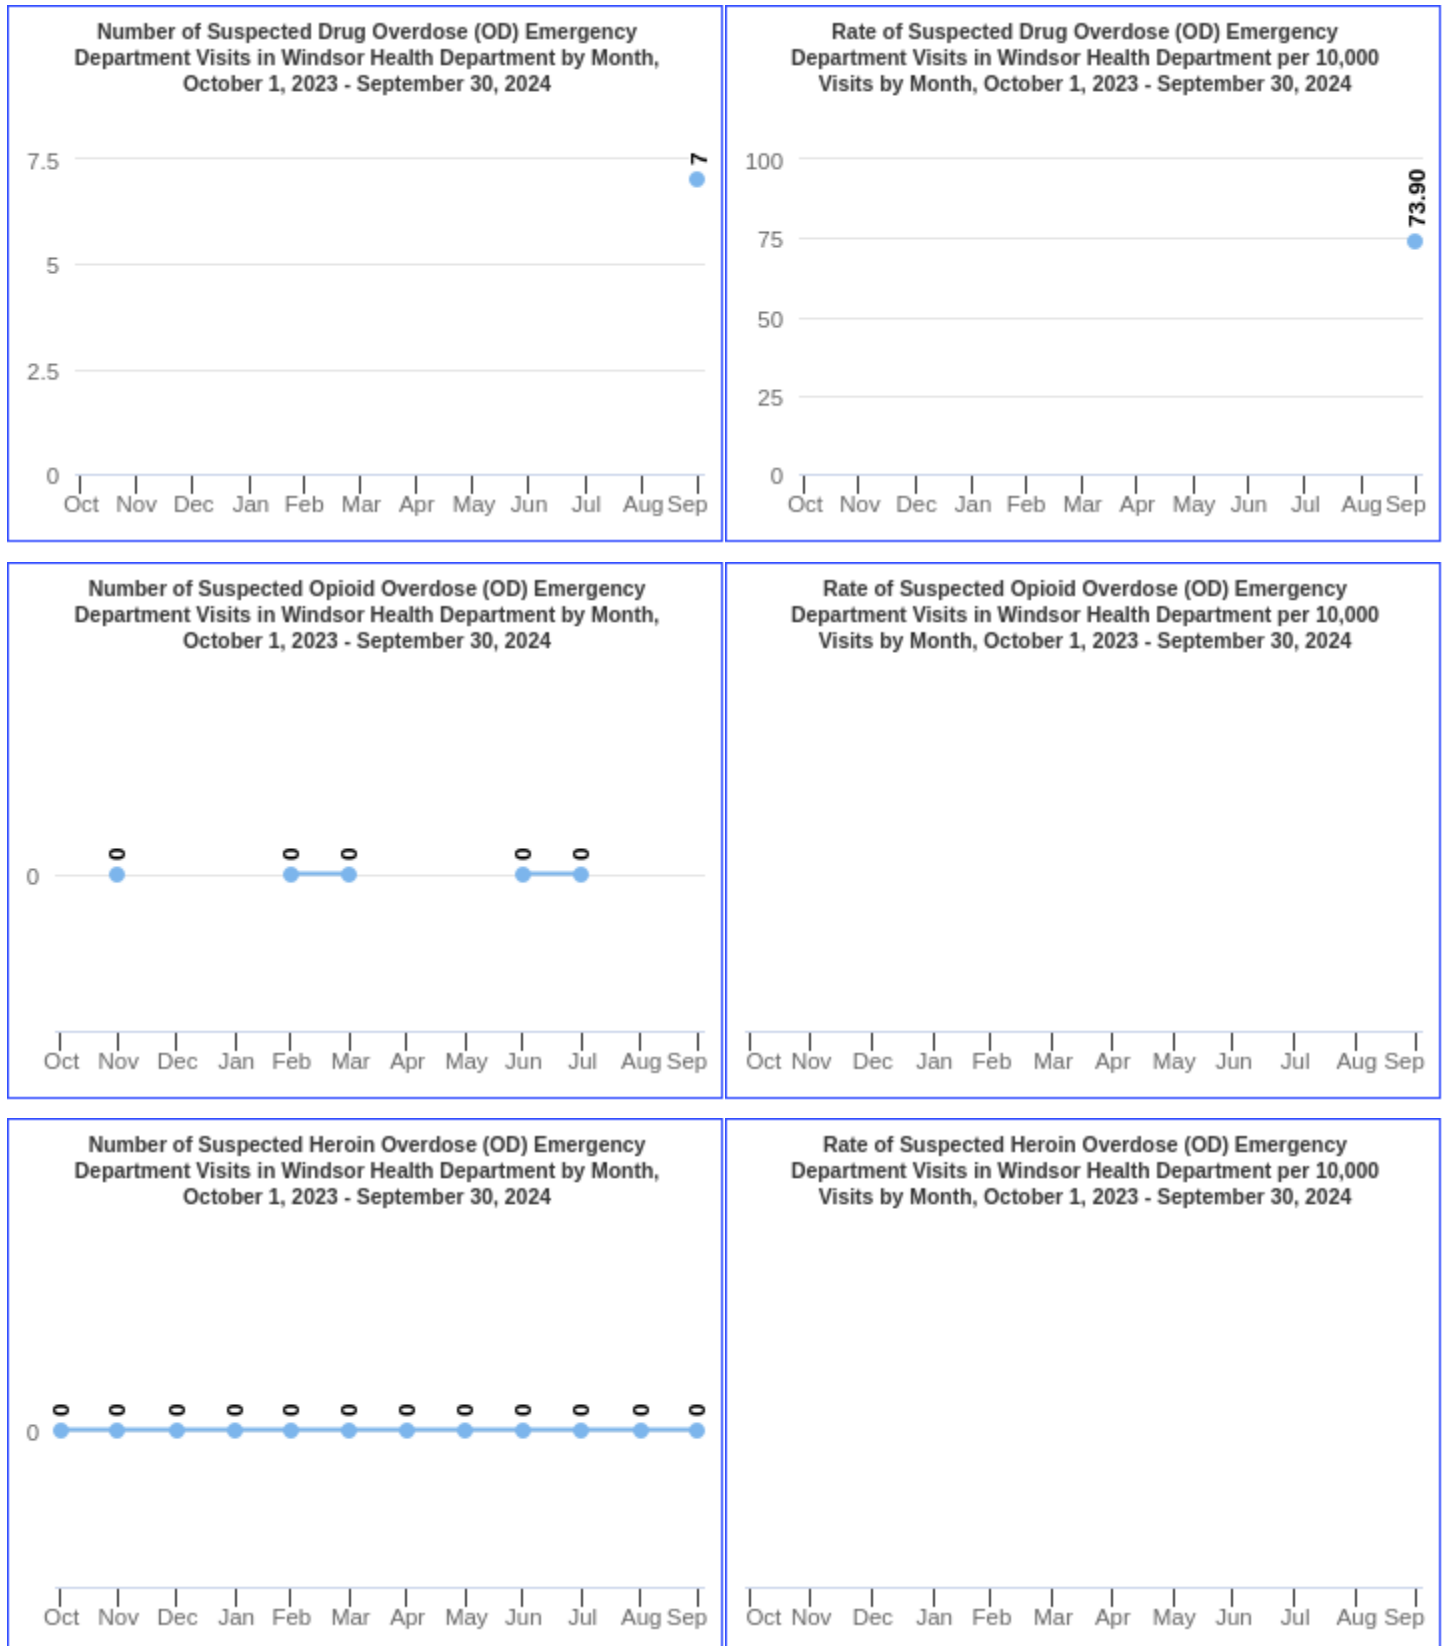 Number of Suspected Drug Overdose (OD) Emergency
Department Visits in Windsor Health Department by Month,
October 1, 2023 - September 30, 2024
7.5
7
5
2.5
0
Oct Nov Dec Jan Feb Mar Apr May Jun Jul Aug Sep
Rate of Suspected Drug Overdose (OD) Emergency
Department Visits in Windsor Health Department per 10,000
Visits by Month, October 1, 2023 - September 30, 2024
100
73.90
75
50
25
0
Oct Nov Dec Jan Feb Mar Apr May Jun Jul Aug Sep
Number of Suspected Opioid Overdose (OD) Emergency
Department Visits in Windsor Health Department by Month,
October 1, 2023 - September 30, 2024
0 0 0 0 0
0
Oct Nov Dec Jan Feb Mar Apr May Jun Jul Aug Sep
Rate of Suspected Opioid Overdose (OD) Emergency
Department Visits in Windsor Health Department per 10,000
Visits by Month, October 1, 2023 - September 30, 2024
Oct Nov Dec Jan Feb Mar Apr May Jun Jul Aug Sep
Number of Suspected Heroin Overdose (OD) Emergency
Department Visits in Windsor Health Department by Month,
October 1, 2023 - September 30, 2024
0 0 0 0 0 0 0 0 0 0 0 0
0
Oct Nov Dec Jan Feb Mar Apr May Jun Jul Aug Sep
Rate of Suspected Heroin Overdose (OD) Emergency
Department Visits in Windsor Health Department per 10,000
Visits by Month, October 1, 2023 - September 30, 2024
Oct Nov Dec Jan Feb Mar Apr May Jun Jul Aug Sep